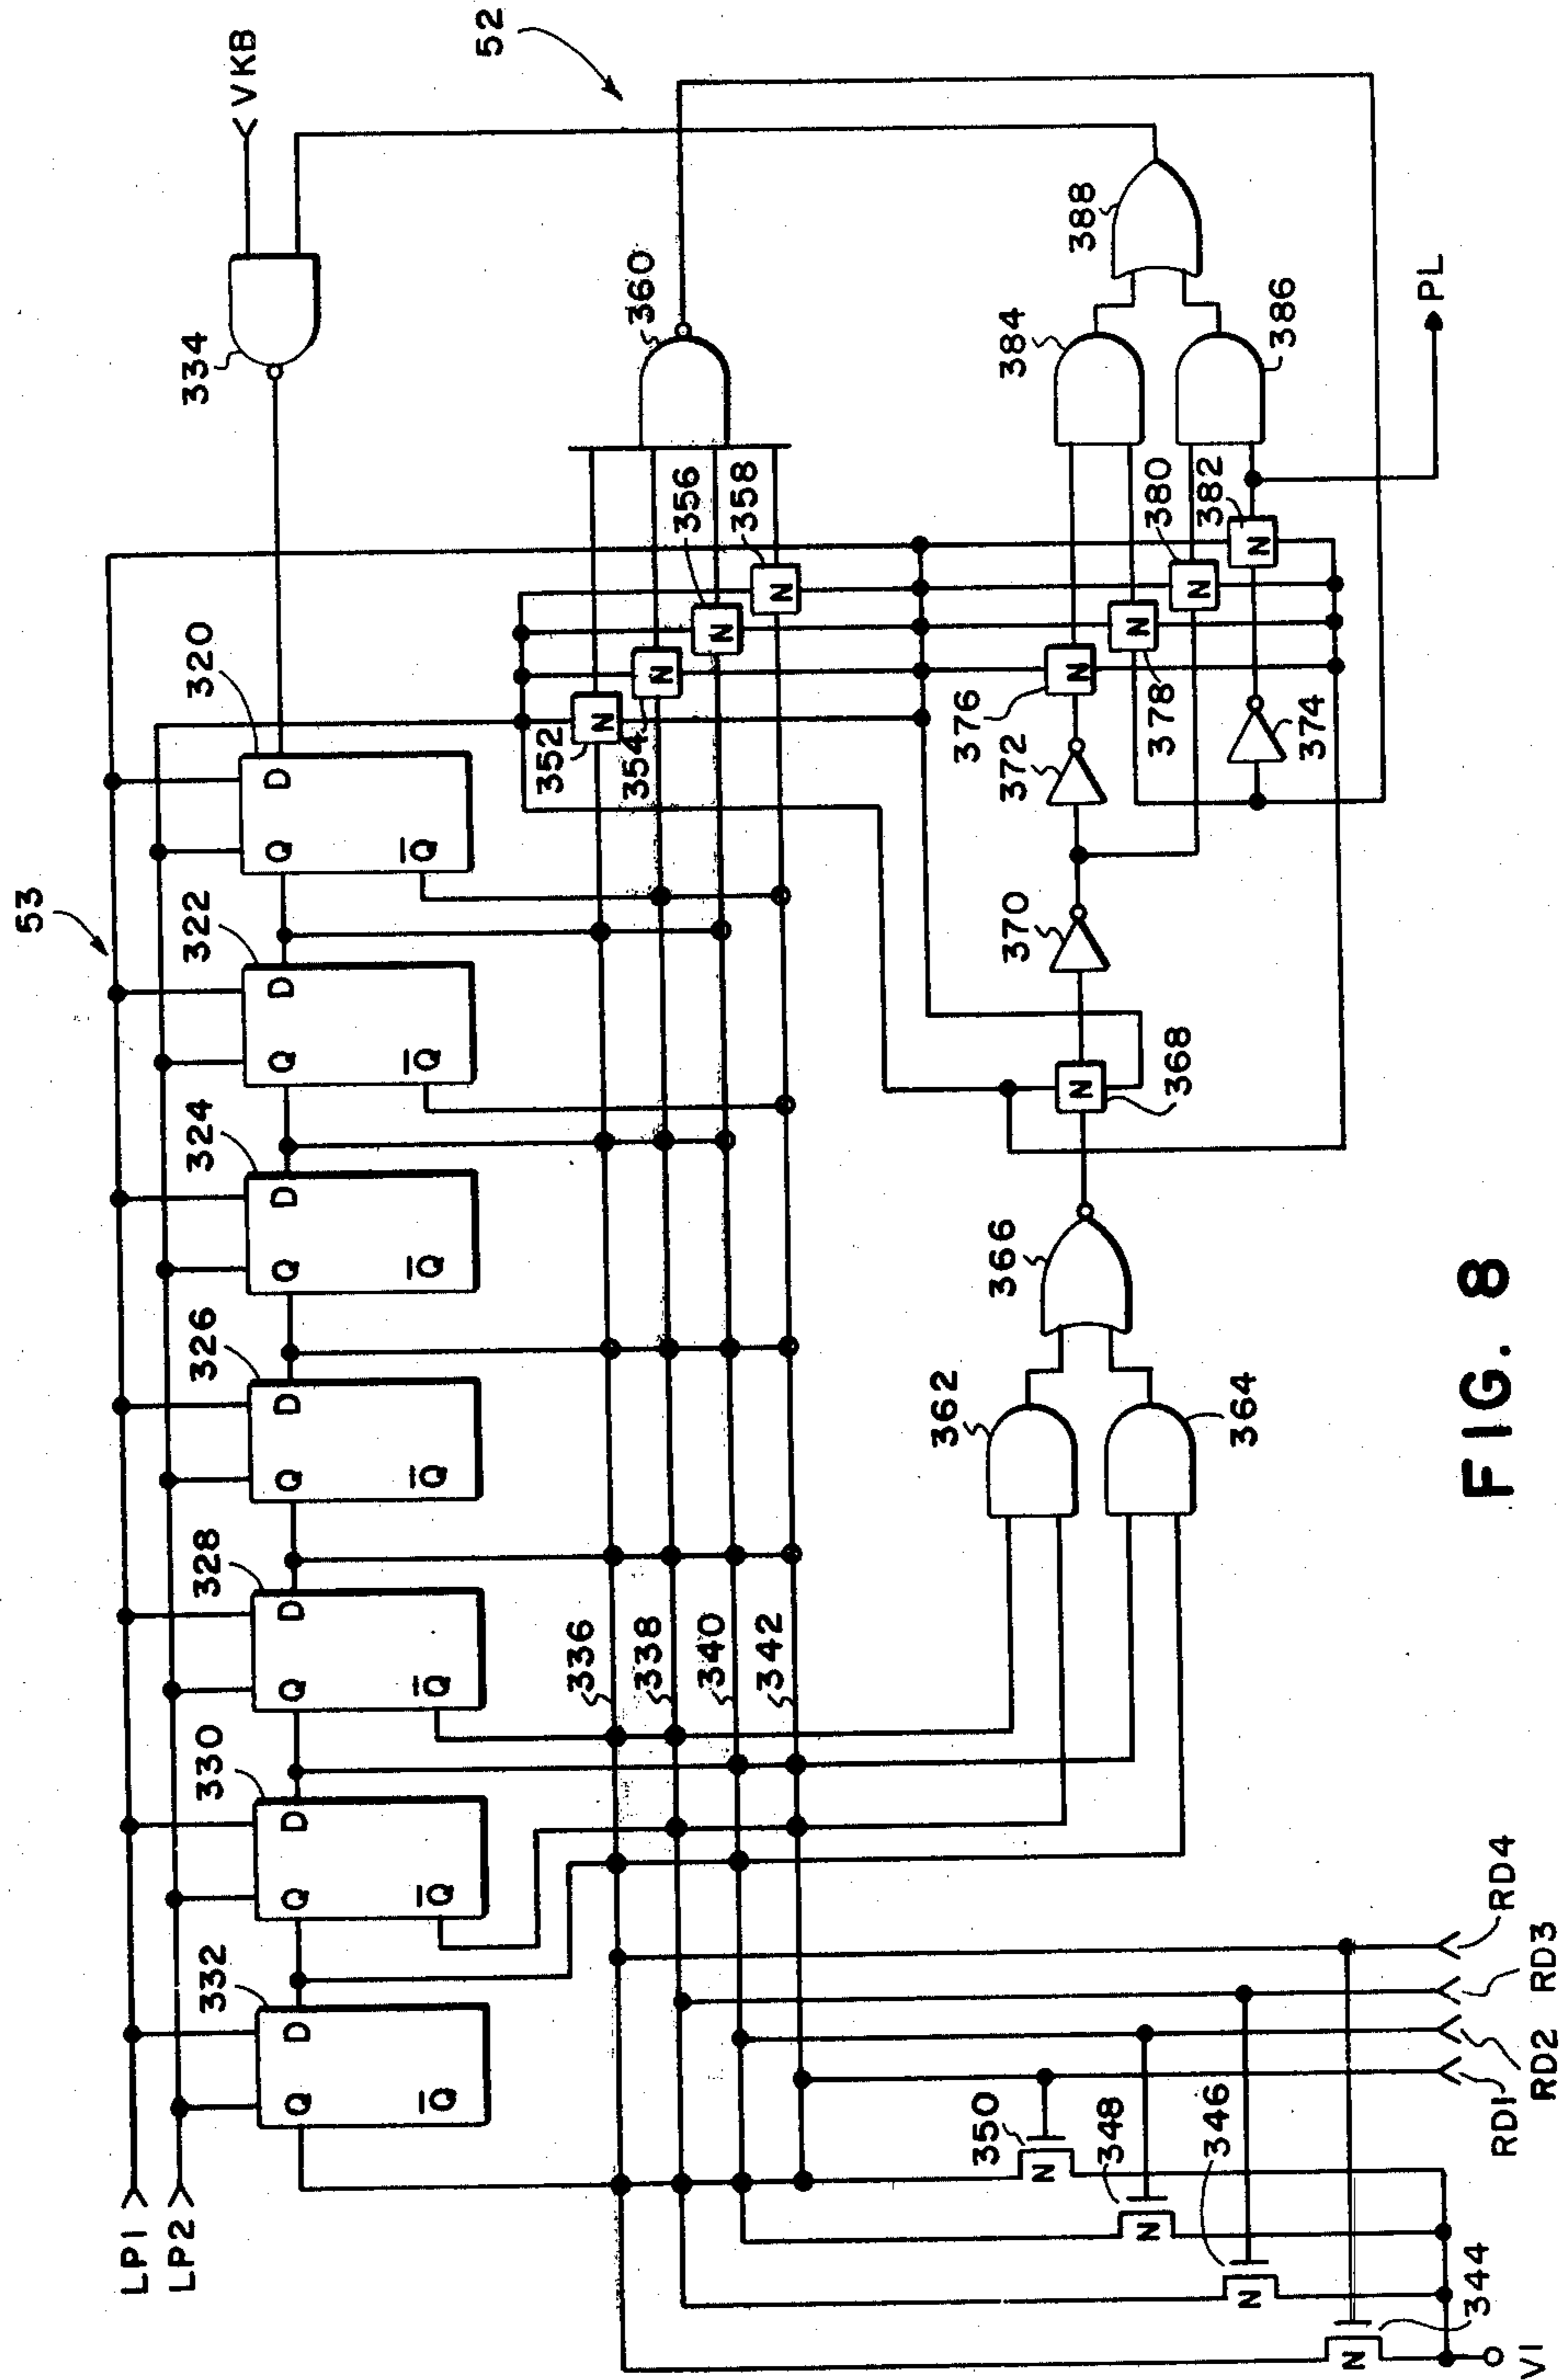 52
VKB
334
53
320
322
324
326
328
330
332
D
Q
Q̅
D
Q
Q̅
D
Q
Q̅
D
Q
Q̅
D
Q
Q̅
D
Q
Q̅
D
Q
Q̅
LP1
LP2
360
352
N
354
N
356
N
358
N
336
338
340
342
362
364
366
368
N
370
372
374
376
N
378
N
380
N
382
N
384
386
388
PL
350
N
348
N
346
N
344
N
RD1
RD2
RD3
RD4
V1
FIG. 8